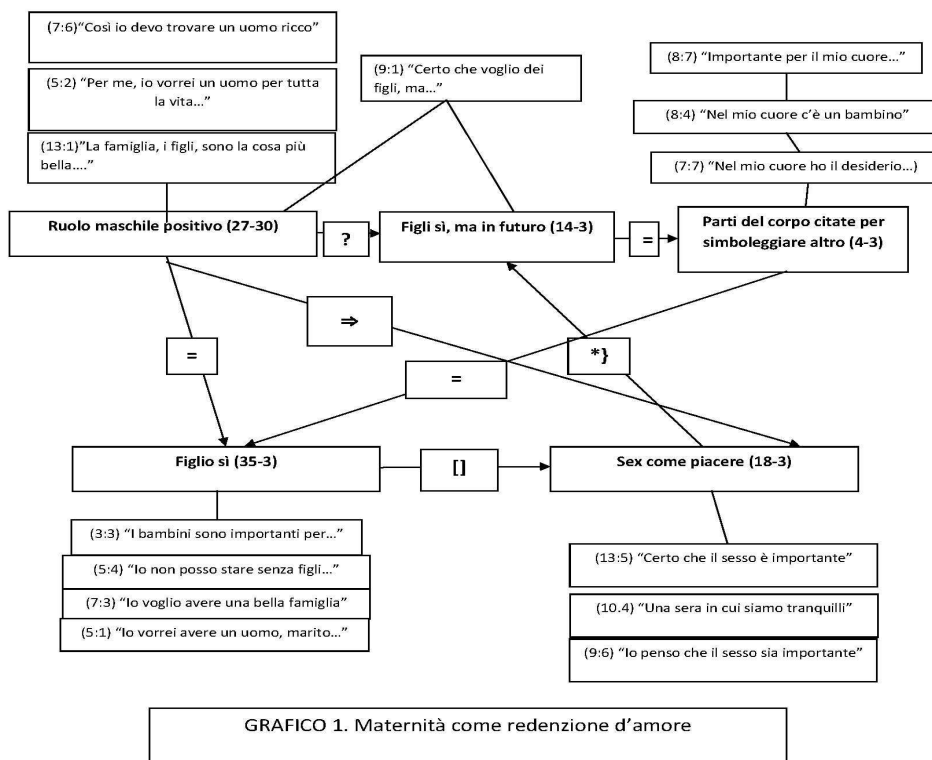 (7:6)“Così io devo trovare un uomo ricco”
(5:2) “Per me, io vorrei un uomo per tutta
la vita…”
(13:1)”La famiglia, i figli, sono la cosa più
bella….”
(9:1) “Certo che voglio dei
figli, ma…”
(8:7) “Importante per il mio cuore…”
(8:4) “Nel mio cuore c’è un bambino”
(7:7) “Nel mio cuore ho il desiderio…)
Ruolo maschile positivo (27-30)
?
Figli sì, ma in futuro (14-3)
=
Parti del corpo citate per
simboleggiare altro (4-3)
⇒
=
*}
=
Figlio sì (35-3)
[]
Sex come piacere (18-3)
(3:3) “I bambini sono importanti per…”
(5:4) “Io non posso stare senza figli…”
(7:3) “Io voglio avere una bella famiglia”
(5:1) “Io vorrei avere un uomo, marito…”
(13:5) “Certo che il sesso è importante”
(10.4) “Una sera in cui siamo tranquilli”
(9:6) “Io penso che il sesso sia importante”
GRAFICO 1. Maternità come redenzione d’amore